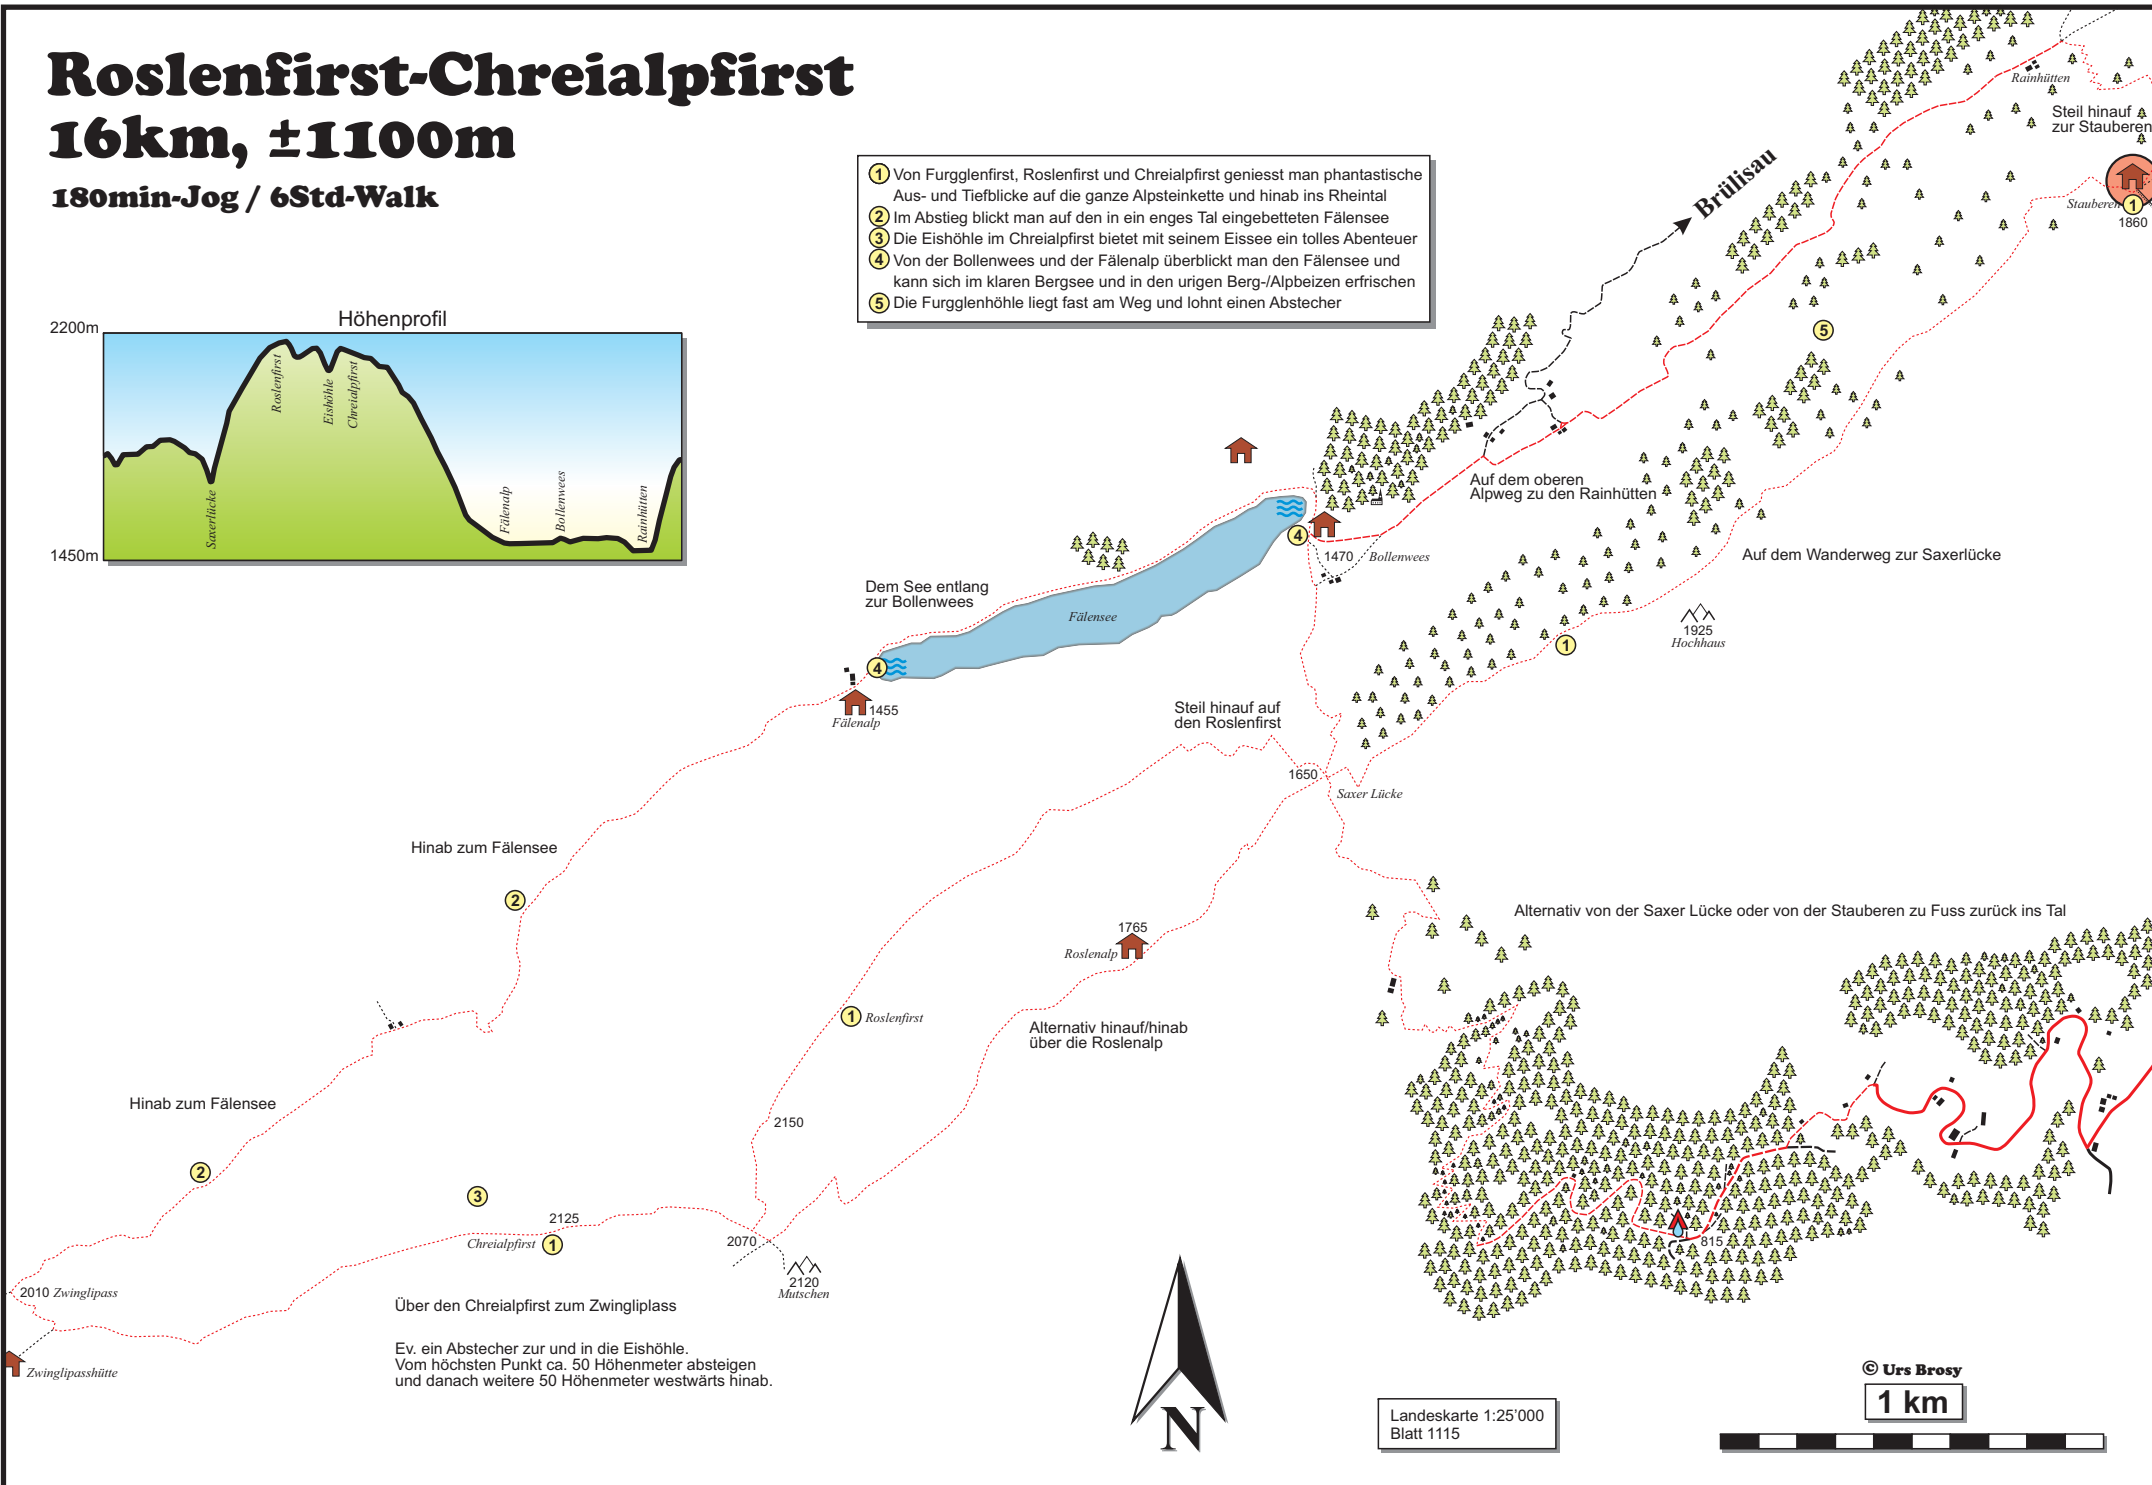 Roslenfirst-Chreialpfirst
16km, ±1100m
180min-Jog / 6Std-Walk
1 Von Furgglenfirst, Roslenfirst und Chreialpfirst geniesst man phantastische
Aus- und Tiefblicke auf die ganze Alpsteinkette und hinab ins Rheintal
2 Im Abstieg blickt man auf den in ein enges Tal eingebetteten Fälensee
3 Die Eishöhle im Chreialpfirst bietet mit seinem Eissee ein tolles Abenteuer
4 Von der Bollenwees und der Fälenalp überblickt man den Fälensee und
kann sich im klaren Bergsee und in den urigen Berg-/Alpbeizen erfrischen
5 Die Furgglenhöhle liegt fast am Weg und lohnt einen Abstecher
Höhenprofil
2200m
1450m
Saxerlücke
Roslenfirst
Eishöhle
Chreialpfirst
Fälenalp
Bollenwees
Rainhütten
Brülisau
Rainhütten
Steil hinauf
zur Stauberen
Stauberen
1
1860
5
Auf dem oberen
Alpweg zu den Rainhütten
4
1470 Bollenwees
Auf dem Wanderweg zur Saxerlücke
Dem See entlang
zur Bollenwees
Fälensee
1925
Hochhaus
1
4
1455
Fälenalp
Steil hinauf auf
den Roslenfirst
1650
Saxer Lücke
Hinab zum Fälensee
2
Alternativ von der Saxer Lücke oder von der Stauberen zu Fuss zurück ins Tal
1765
Roslenalp
1 Roslenfirst
Alternativ hinauf/hinab
über die Roslenalp
Hinab zum Fälensee
2150
2
3
2125
Chreialpfirst 1
2070
815
2120
Mutschen
2010 Zwinglipass
Über den Chreialpfirst zum Zwingliplass
Ev. ein Abstecher zur und in die Eishöhle.
Vom höchsten Punkt ca. 50 Höhenmeter absteigen
und danach weitere 50 Höhenmeter westwärts hinab.
Zwinglipasshütte
N
Landeskarte 1:25'000
Blatt 1115
© Urs Brosy
1 km